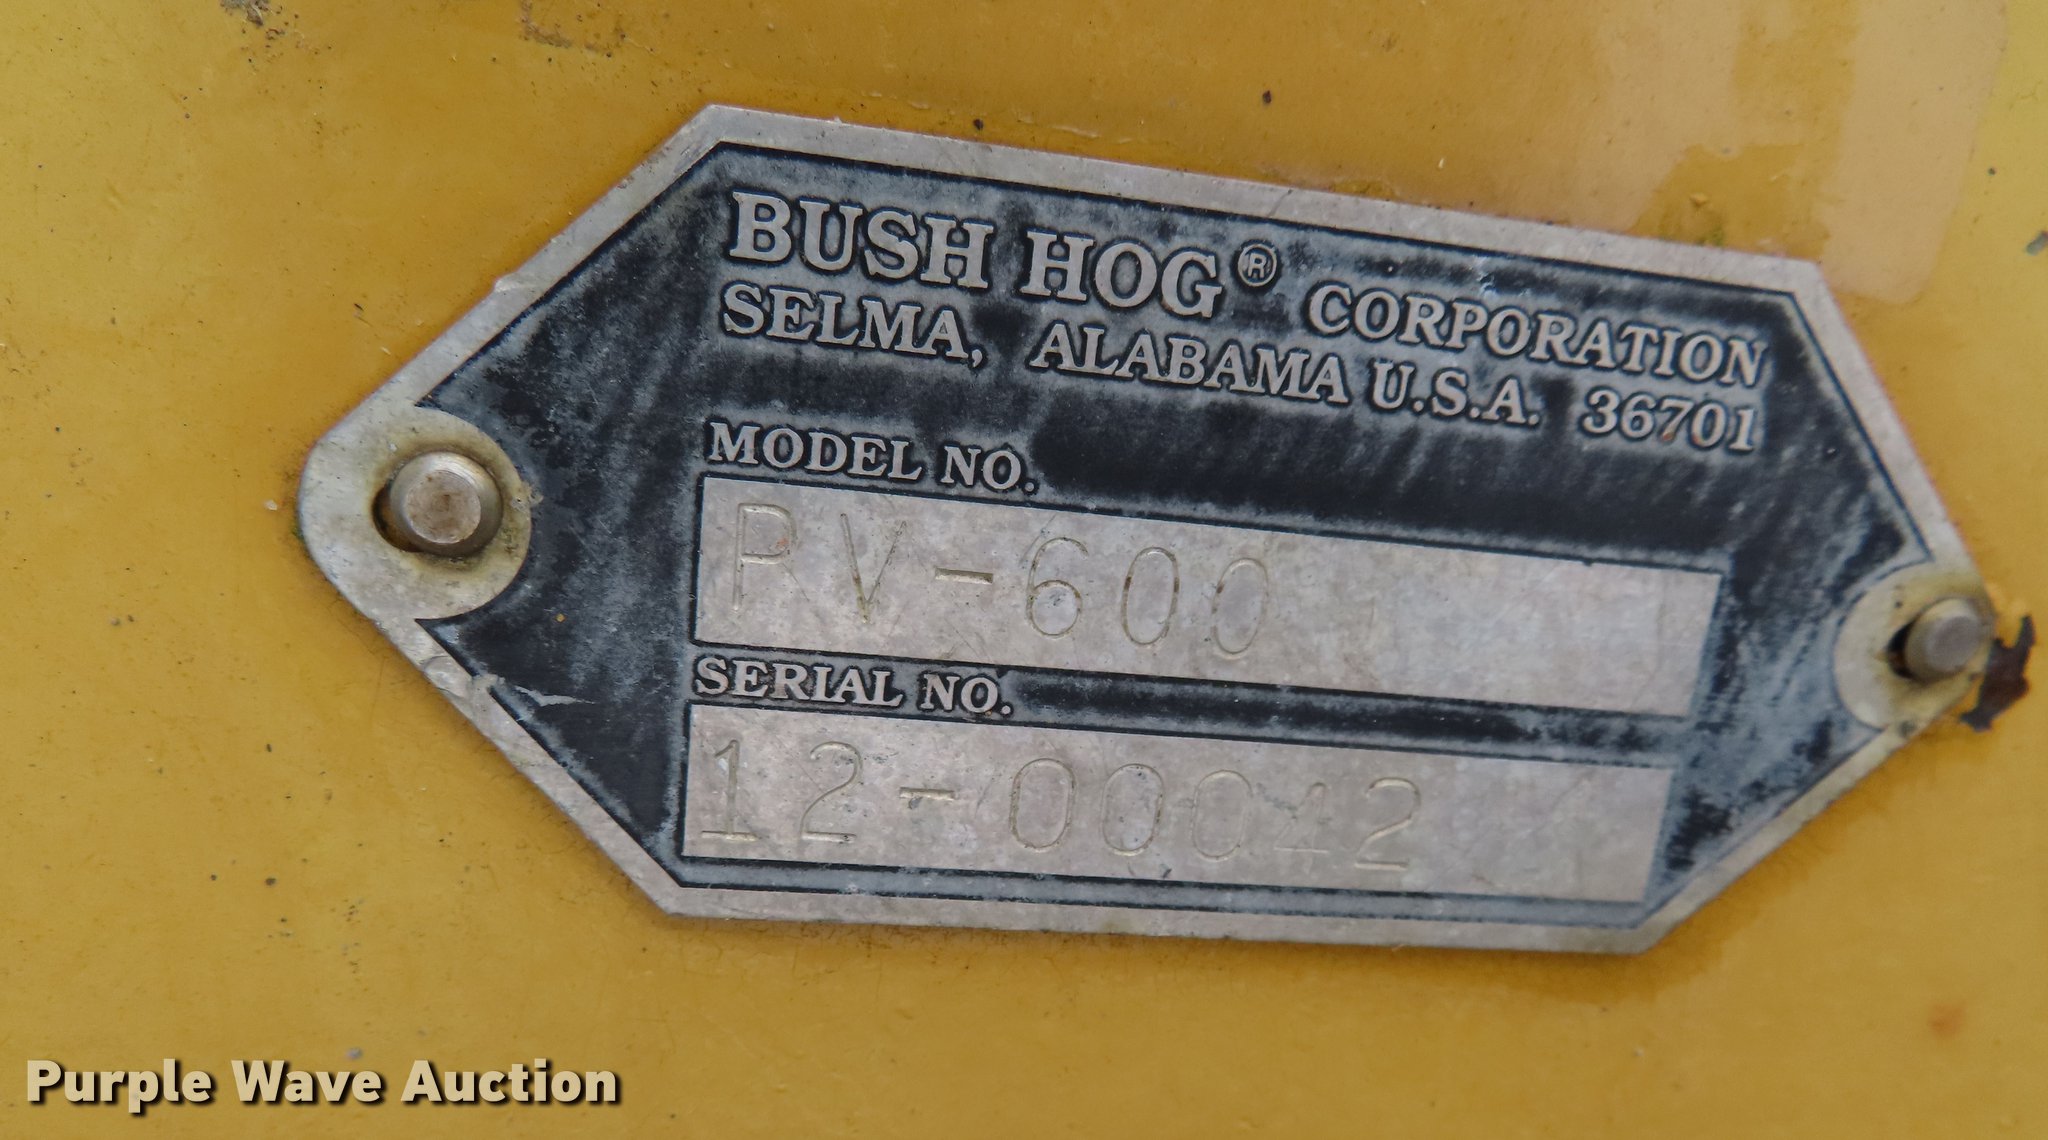 BUSH HOG® CORPORATION
SELMA, ALABAMA U.S.A. 36701
MODEL NO.
RV-600
SERIAL NO.
12-00042
Purple Wave Auction